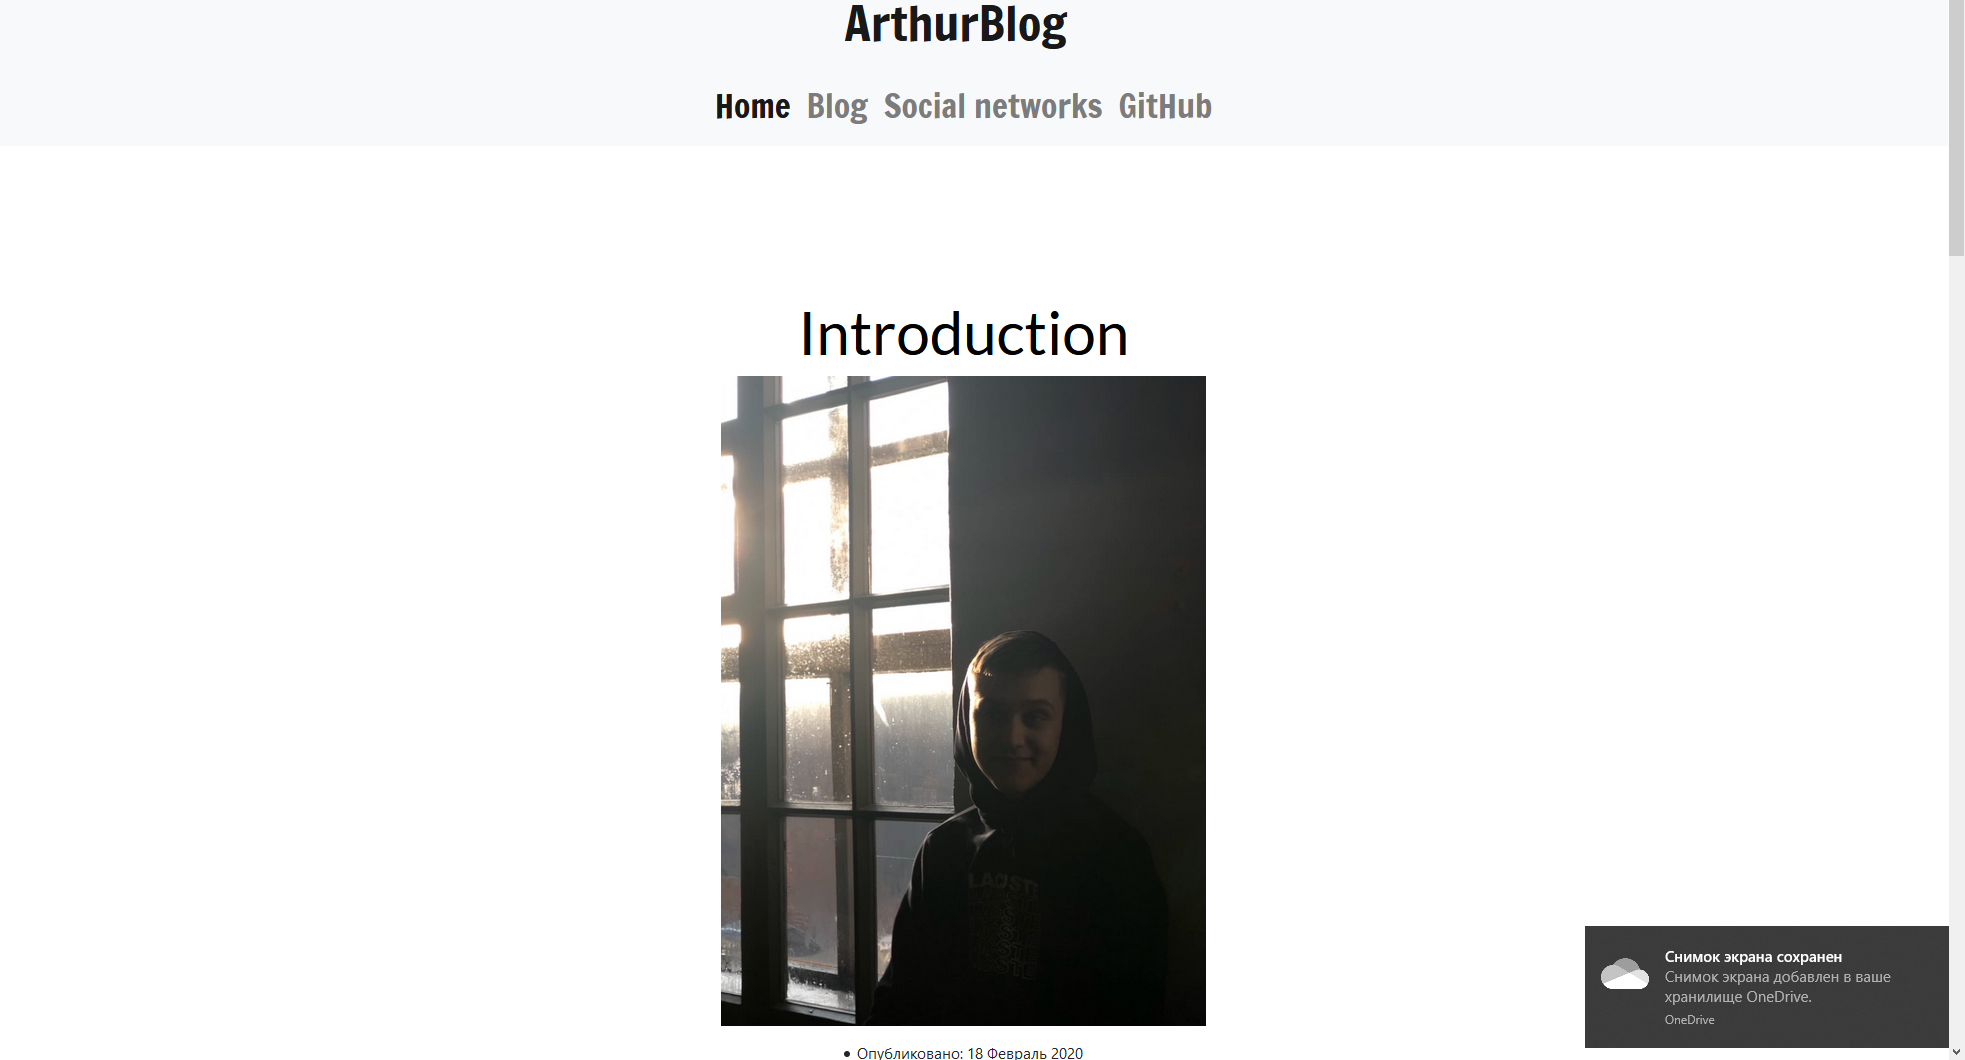 ArthurBlog
Home Blog Social networks GitHub
Introduction
LACOSTE
• Опубликовано: 18 Февраль 2020
Снимок экрана сохранен
Снимок экрана добавлен в ваше
хранилище OneDrive.
OneDrive